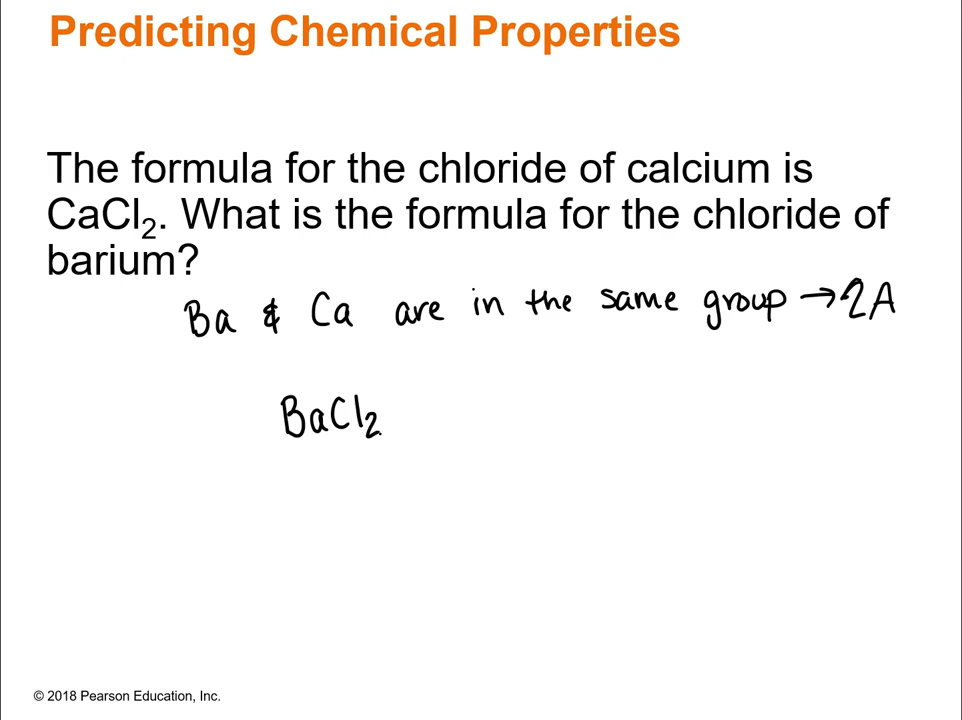 Predicting Chemical Properties
The formula for the chloride of calcium is
CaCl₂. What is the formula for the chloride of
barium?
Ba & Ca are in the same group → 2A
BaCl₂
© 2018 Pearson Education, Inc.